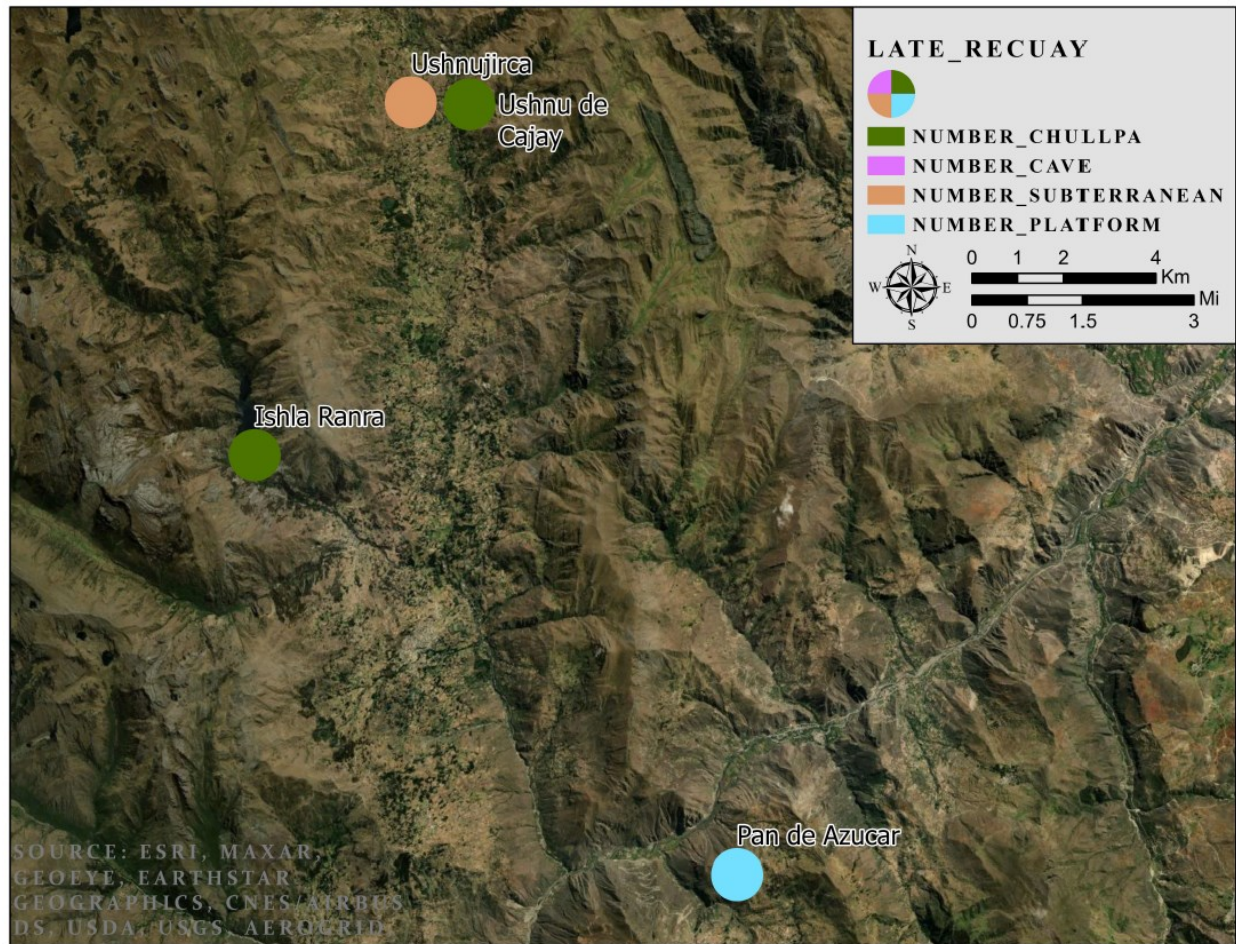 Ushnujirca
Ushnu de
Cajay
Ishla Ranra
Pan de Azucar
LATE_RECUAY
NUMBER_CHULLPA
NUMBER_CAVE
NUMBER_SUBTERRANEAN
NUMBER_PLATFORM
N
W E
S
0 1 2 4
Km
Mi
0 0.75 1.5 3
SOURCE: ESRI, MAXAR,
GEOEYE, EARTHSTAR
GEOGRAPHICS, CNES/AIRBUS
DS, USDA, USGS, AEROGRID,